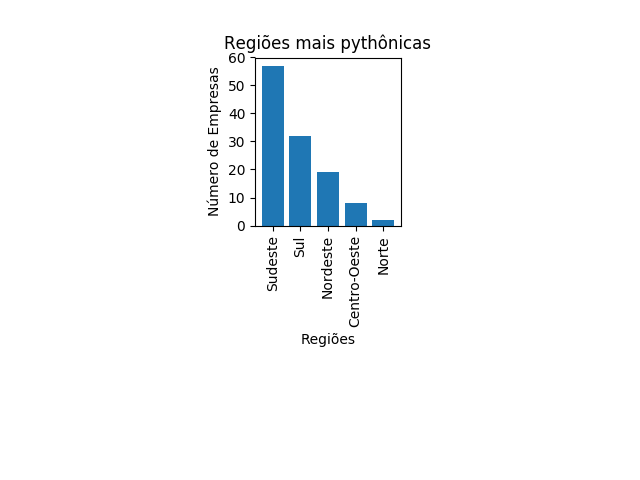 Regiões mais pythônicas
Número de Empresas
60
50
40
30
20
10
0
Sudeste
Sul
Nordeste
Centro-Oeste
Norte
Regiões